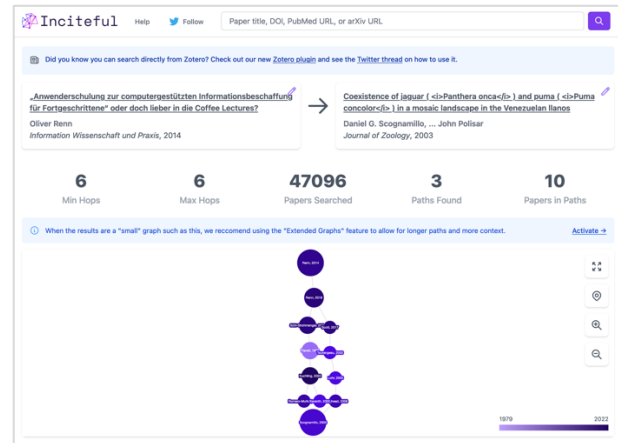 Inciteful
Help
Follow
Paper title, DOI, PubMed URL, or arXiv URL
Did you know you can search directly from Zotero? Check out our new Zotero plugin and see the Twitter thread on how to use it.
„Anwenderschulung zur computergestützten Informationsbeschaffung
für Fortgeschrittene" oder doch lieber in die Coffee Lectures?
Oliver Renn
Information Wissenschaft und Praxis, 2014
Coexistence of jaguar ( <i>Panthera onca</i> ) and puma ( <i>Puma
concolor</i> ) in a mosaic landscape in the Venezuelan llanos
Daniel G. Scognamillo, ... John Polisar
Journal of Zoology, 2003
6
Min Hops
6
Max Hops
47096
Papers Searched
3
Paths Found
10
Papers in Paths
When the results are a "small" graph such as this, we reccomend using the "Extended Graphs" feature to allow for longer paths and more context.
Activate →
Renn, 2014
1979
2022